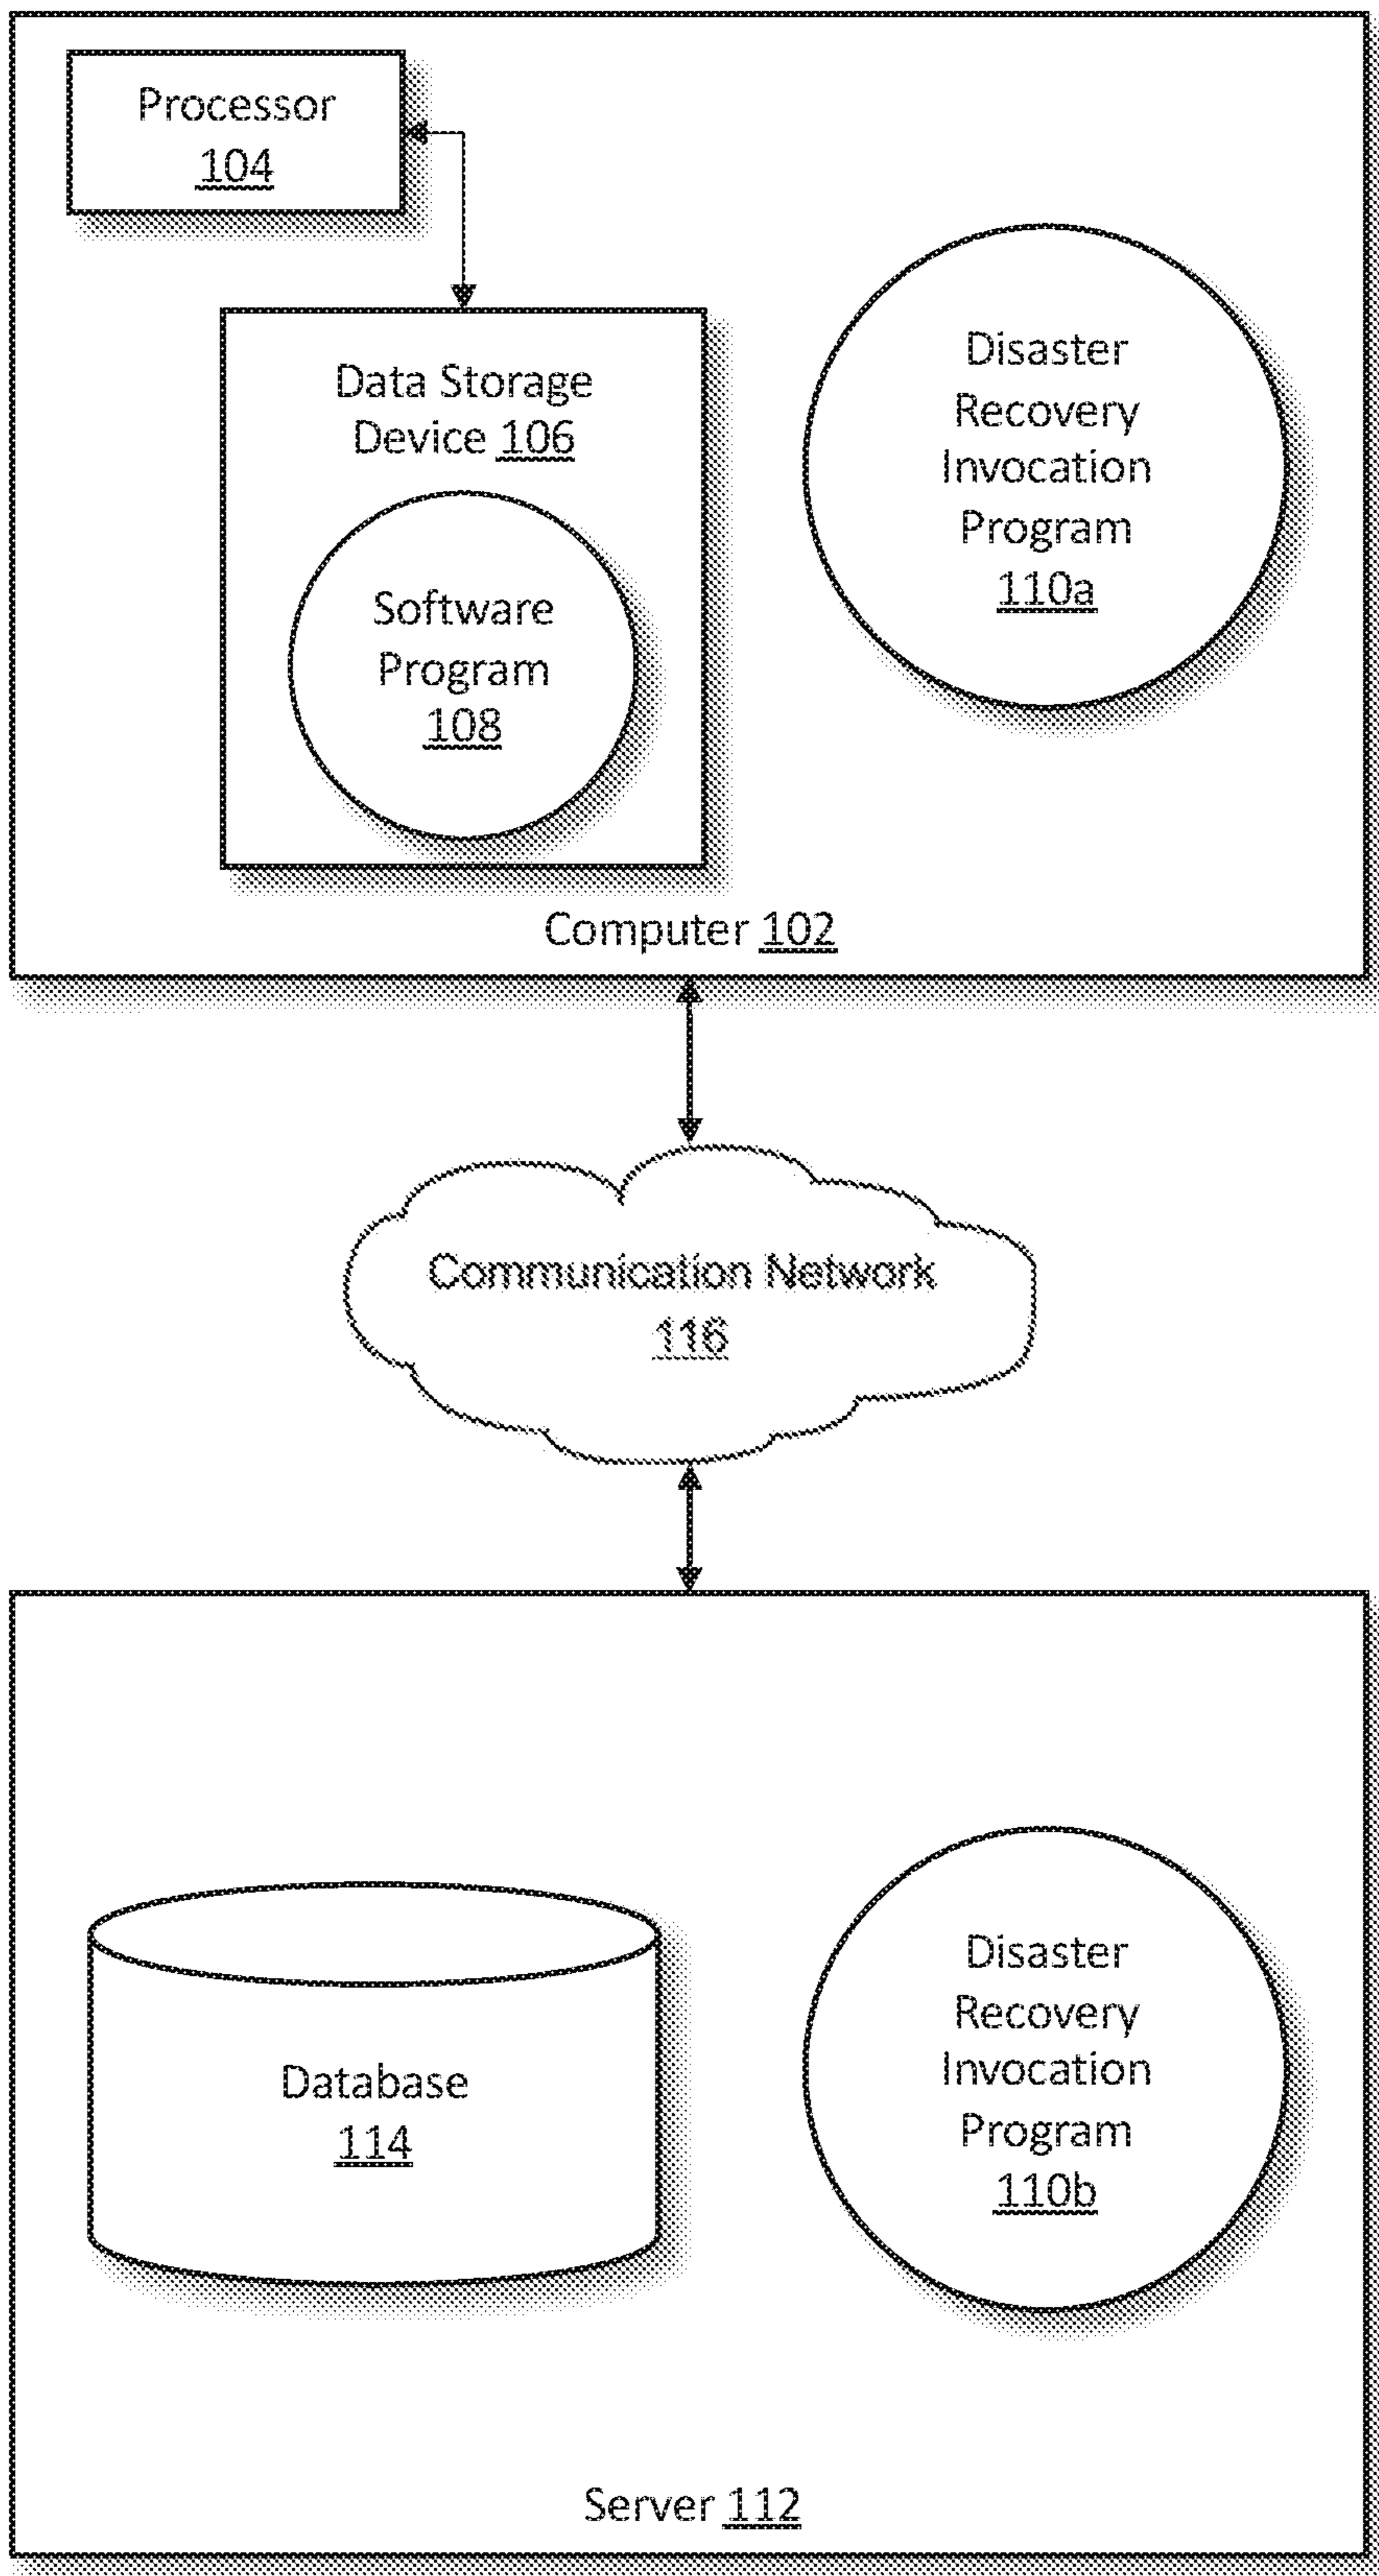 Processor
104
Data Storage
Device 106
Software
Program
108
Disaster
Recovery
Invocation
Program
110a
Computer 102
Communication Network
116
Database
114
Disaster
Recovery
Invocation
Program
110b
Server 112